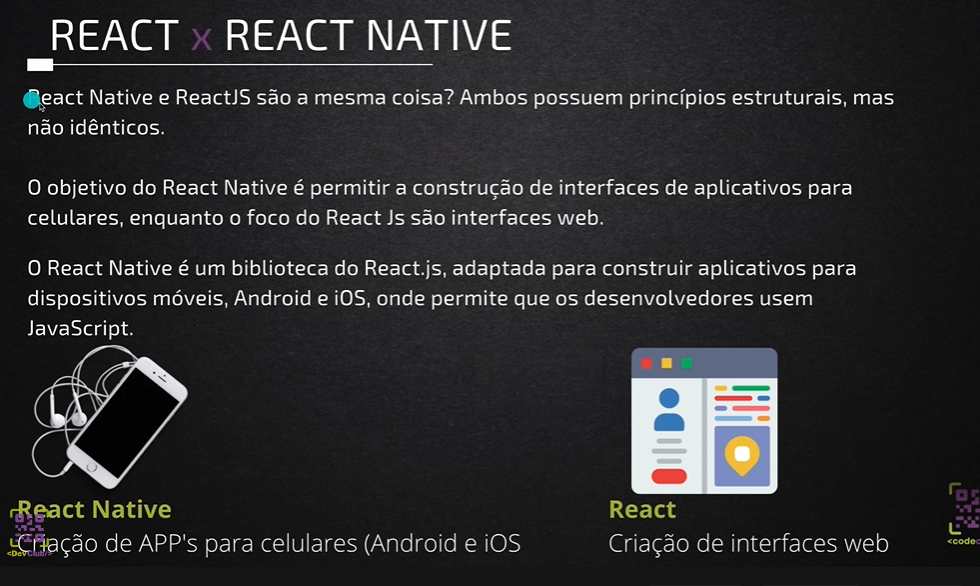 REACT x REACT NATIVE
React Native e ReactJS são a mesma coisa? Ambos possuem princípios estruturais, mas
não idênticos.
O objetivo do React Native é permitir a construção de interfaces de aplicativos para
celulares, enquanto o foco do React Js são interfaces web.
O React Native é um biblioteca do React.js, adaptada para construir aplicativos para
dispositivos móveis, Android e iOS, onde permite que os desenvolvedores usem
JavaScript.
React Native
Criação de APP's para celulares (Android e iOS
<DevClub/>
React
Criação de interfaces web
<codec